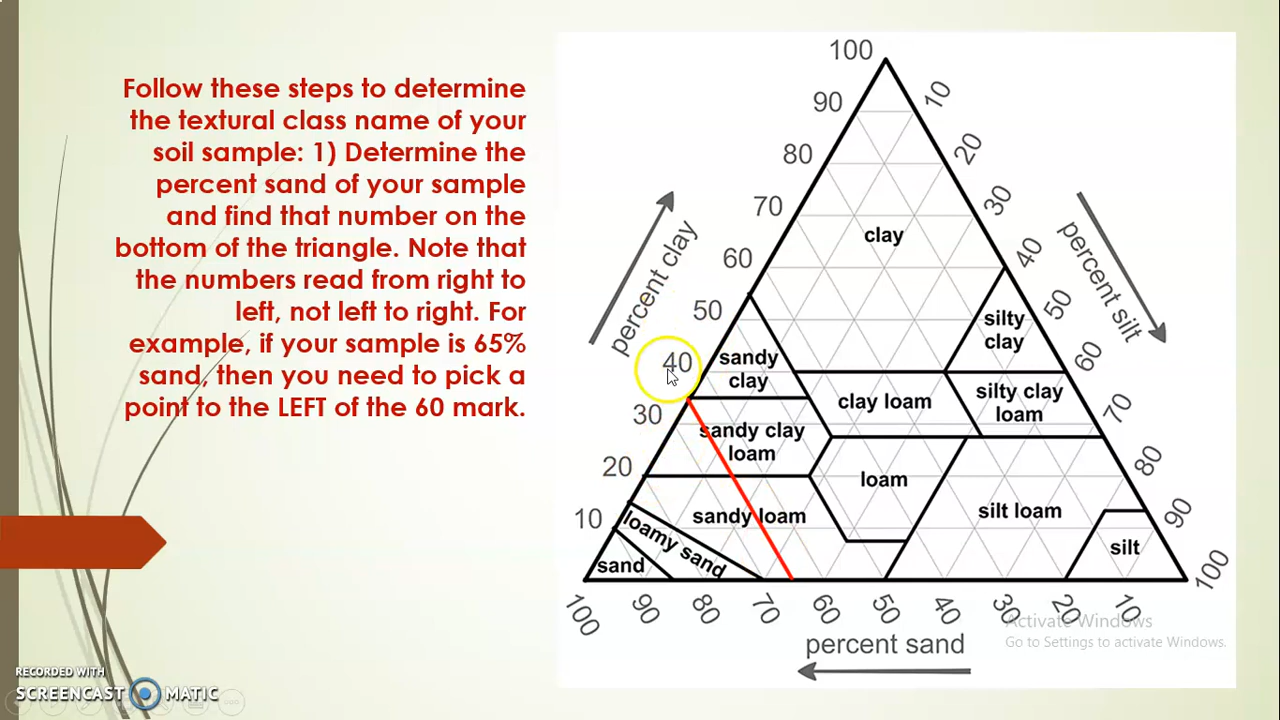 Follow these steps to determine
the textural class name of your
soil sample: 1) Determine the
percent sand of your sample
and find that number on the
bottom of the triangle. Note that
the numbers read from right to
left, not left to right. For
example, if your sample is 65%
sand, then you need to pick a
point to the LEFT of the 60 mark.
100
90
80
70
60
50
40
30
20
10
percent clay
10
20
30
40
50
60
70
80
90
100
percent silt
clay
silty
clay
sandy
clay
clay loam
silty clay
loam
sandy clay
loam
loam
silt loam
sandy loam
loamy sand
sand
silt
100
90
80
70
60
50
40
30
20
10
percent sand
Activate Windows
Go to Settings to activate Windows.
RECORDED WITH
SCREENCAST MATIC